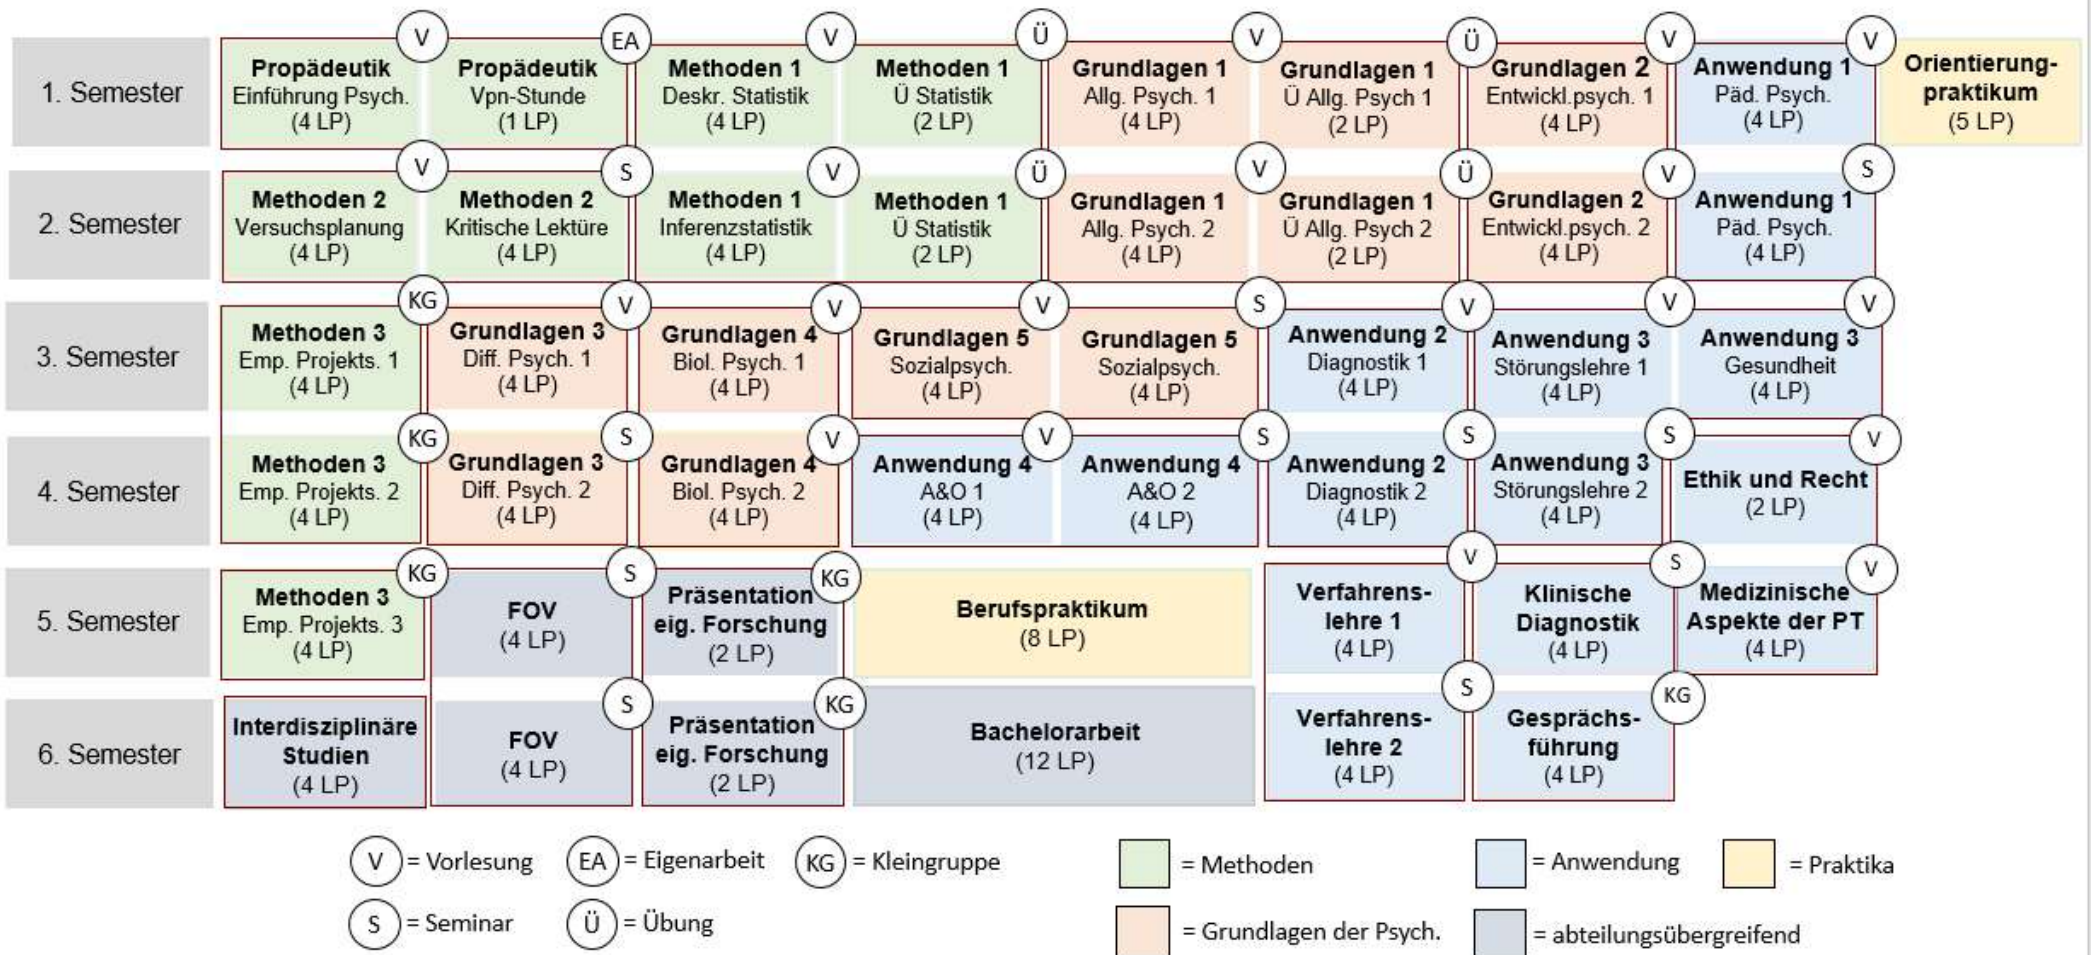 1. Semester
V
Propädeutik
Einführung Psych.
(4 LP)
EA
Propädeutik
Vpn-Stunde
(1 LP)
V
Methoden 1
Deskr. Statistik
(4 LP)
Ü
Methoden 1
Ü Statistik
(2 LP)
V
Grundlagen 1
Allg. Psych. 1
(4 LP)
Ü
Grundlagen 1
Ü Allg. Psych 1
(2 LP)
V
Grundlagen 2
Entwickl.psych. 1
(4 LP)
V
Anwendung 1
Päd. Psych.
(4 LP)
Orientierung-
praktikum
(5 LP)
2. Semester
V
Methoden 2
Versuchsplanung
(4 LP)
S
Methoden 2
Kritische Lektüre
(4 LP)
V
Methoden 1
Inferenzstatistik
(4 LP)
Ü
Methoden 1
Ü Statistik
(2 LP)
V
Grundlagen 1
Allg. Psych. 2
(4 LP)
Ü
Grundlagen 1
Ü Allg. Psych 2
(2 LP)
V
Grundlagen 2
Entwickl.psych. 2
(4 LP)
S
Anwendung 1
Päd. Psych.
(4 LP)
3. Semester
KG
Methoden 3
Emp. Projekts. 1
(4 LP)
V
Grundlagen 3
Diff. Psych. 1
(4 LP)
V
Grundlagen 4
Biol. Psych. 1
(4 LP)
V
Grundlagen 5
Sozialpsych.
(4 LP)
S
Grundlagen 5
Sozialpsych.
(4 LP)
V
Anwendung 2
Diagnostik 1
(4 LP)
V
Anwendung 3
Störungslehre 1
(4 LP)
V
Anwendung 3
Gesundheit
(4 LP)
4. Semester
KG
Methoden 3
Emp. Projekts. 2
(4 LP)
S
Grundlagen 3
Diff. Psych. 2
(4 LP)
V
Grundlagen 4
Biol. Psych. 2
(4 LP)
V
Anwendung 4
A&O 1
(4 LP)
S
Anwendung 4
A&O 2
(4 LP)
S
Anwendung 2
Diagnostik 2
(4 LP)
S
Anwendung 3
Störungslehre 2
(4 LP)
V
Ethik und Recht
(2 LP)
5. Semester
KG
Methoden 3
Emp. Projekts. 3
(4 LP)
S
FOV
(4 LP)
KG
Präsentation
eig. Forschung
(2 LP)
Berufspraktikum
(8 LP)
V
Verfahrens-
lehre 1
(4 LP)
S
Klinische
Diagnostik
(4 LP)
V
Medizinische
Aspekte der PT
(4 LP)
6. Semester
Interdisziplinäre
Studien
(4 LP)
S
FOV
(4 LP)
KG
Präsentation
eig. Forschung
(2 LP)
Bachelorarbeit
(12 LP)
S
Verfahrens-
lehre 2
(4 LP)
KG
Gesprächs-
führung
(4 LP)
V = Vorlesung
EA = Eigenarbeit
KG = Kleingruppe
S = Seminar
Ü = Übung
= Methoden
= Anwendung
= Praktika
= Grundlagen der Psych.
= abteilungsübergreifend